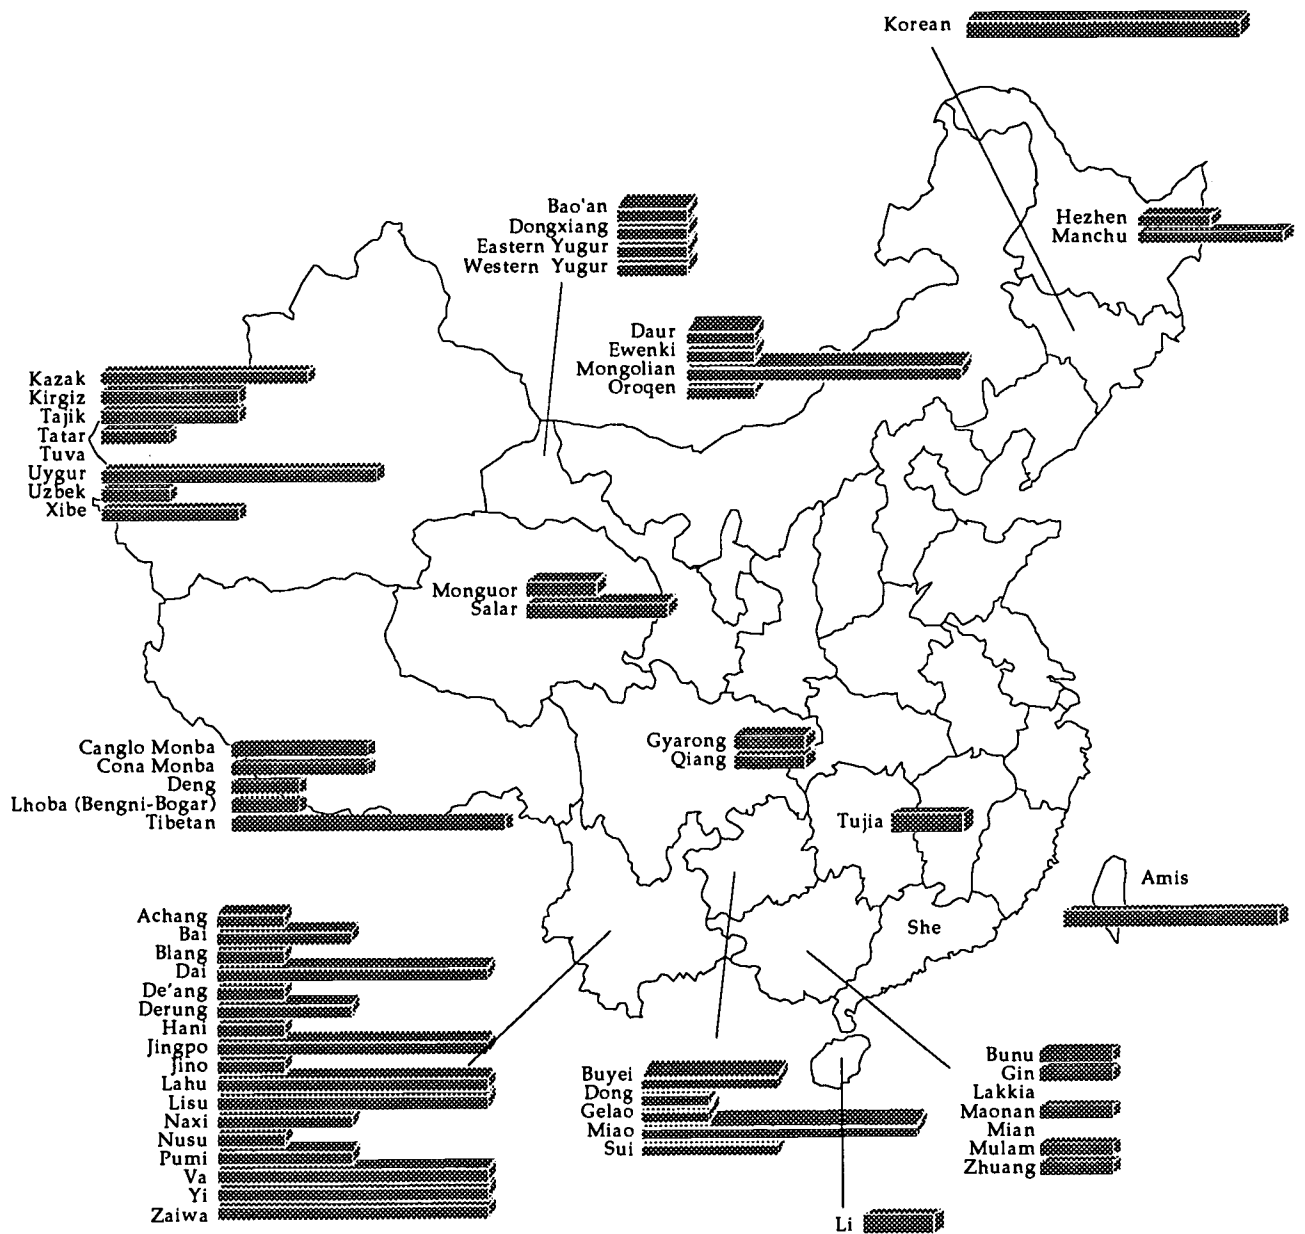 Korean
Hezhen
Manchu
Bao'an
Dongxiang
Eastern Yugur
Western Yugur
Daur
Ewenki
Mongolian
Oroqen
Kazak
Kirgiz
Tajik
Tatar
Tuva
Uygur
Uzbek
Xibe
Monguor
Salar
Canglo Monba
Cona Monba
Deng
Lhoba (Bengni-Bogar)
Tibetan
Gyarong
Qiang
Tujia
Amis
She
Achang
Bai
Blang
Dai
De'ang
Derung
Hani
Jingpo
Jino
Lahu
Lisu
Naxi
Nusu
Pumi
Va
Yi
Zaiwa
Buyei
Dong
Gelao
Miao
Sui
Bunu
Gin
Lakkia
Maonan
Mian
Mulam
Zhuang
Li